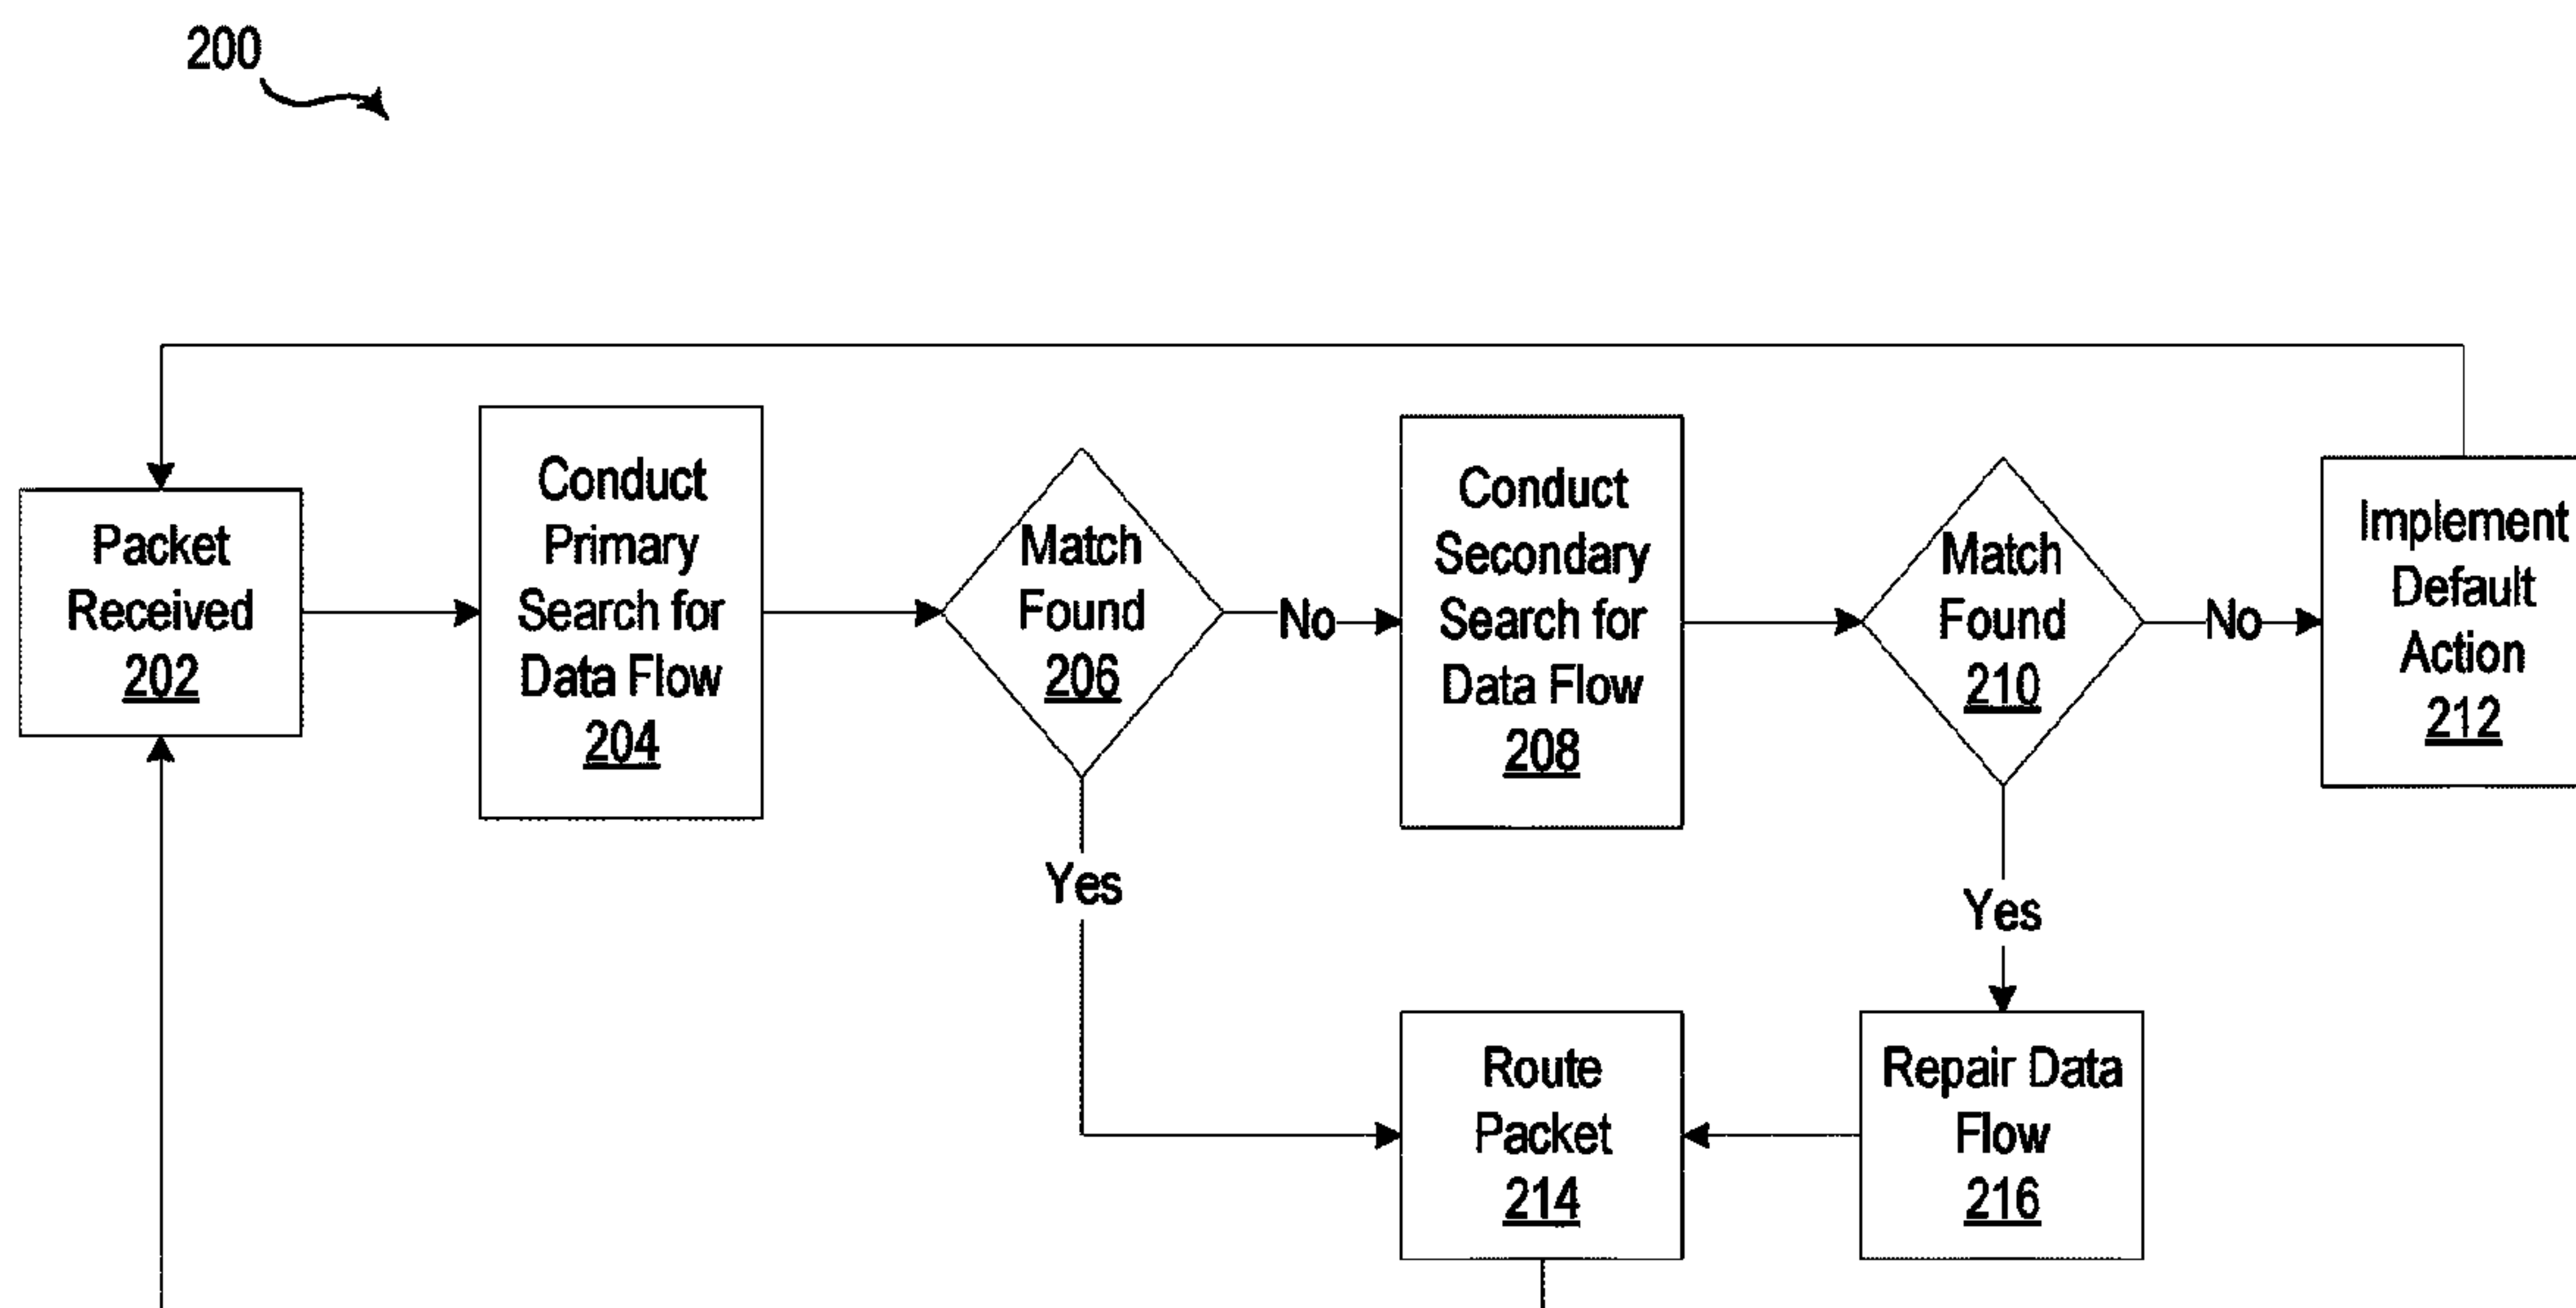 200
Packet
Received
202
Conduct
Primary
Search for
Data Flow
204
Match
Found
206
No
Conduct
Secondary
Search for
Data Flow
208
Match
Found
210
No
Implement
Default
Action
212
Yes
Yes
Route
Packet
214
Repair Data
Flow
216